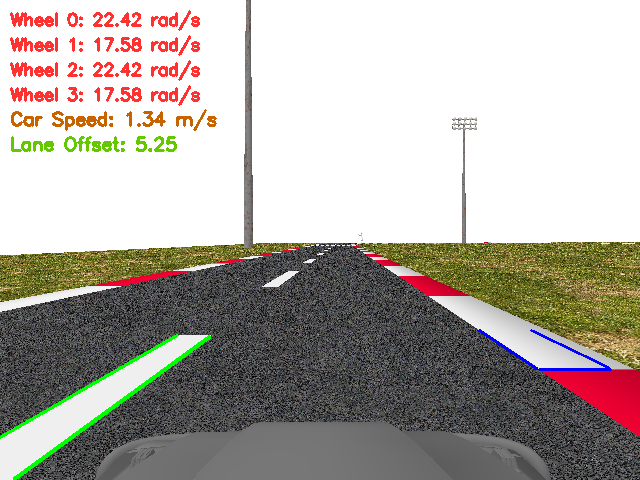 Wheel 0: 22.42 rad/s
Wheel 1: 17.58 rad/s
Wheel 2: 22.42 rad/s
Wheel 3: 17.58 rad/s
Car Speed: 1.34 m/s
Lane Offset: 5.25